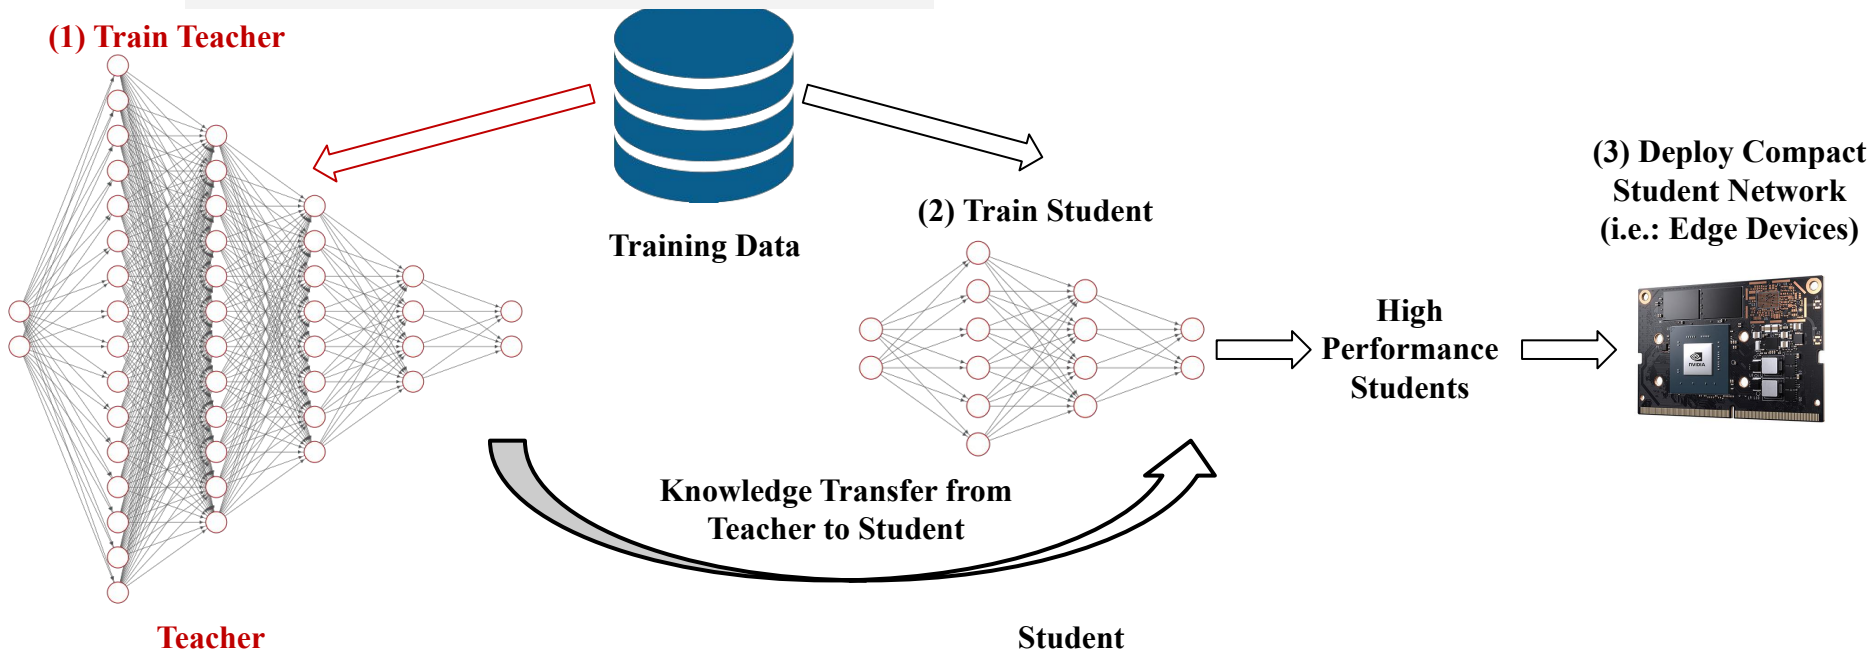 (1) Train Teacher
Training Data
(2) Train Student
(3) Deploy Compact
Student Network
(i.e.: Edge Devices)
High
Performance
Students
NVIDIA
Knowledge Transfer from
Teacher to Student
Teacher
Student